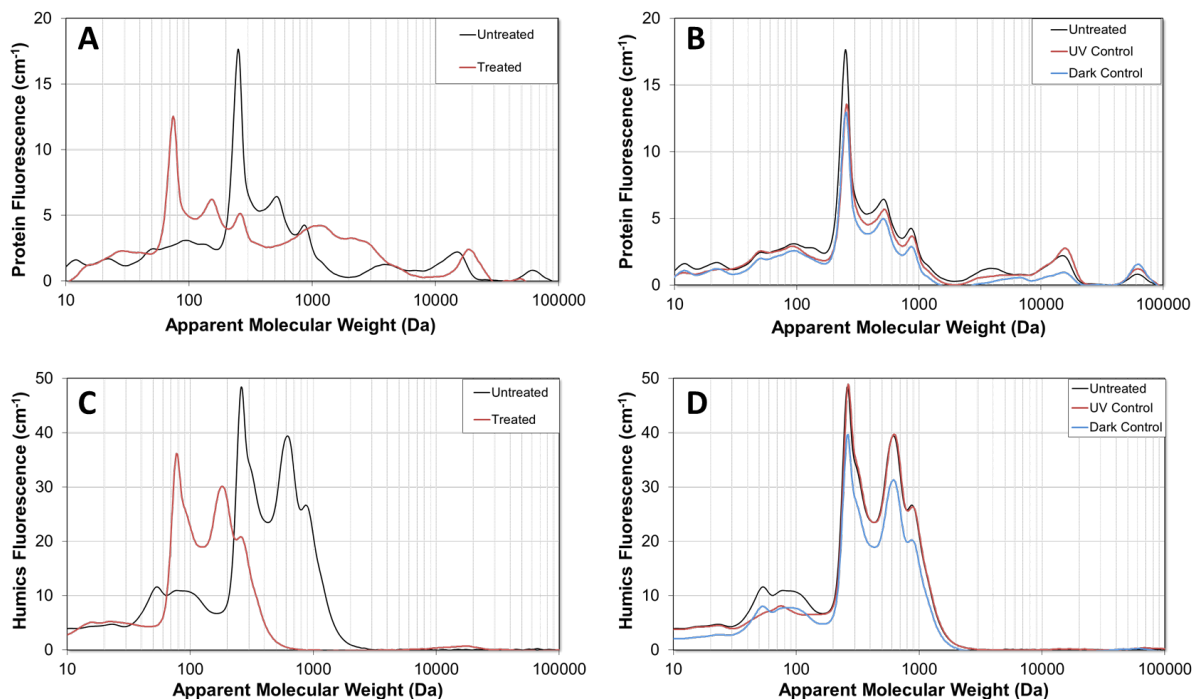 A
Untreated
Treated
20
15
10
5
0
Protein Fluorescence (cm⁻¹)
10 100 1000 10000 100000
Apparent Molecular Weight (Da)
B
Untreated
UV Control
Dark Control
20
15
10
5
0
Protein Fluorescence (cm⁻¹)
10 100 1000 10000 100000
Apparent Molecular Weight (Da)
C
Untreated
Treated
50
40
30
20
10
0
Humics Fluorescence (cm⁻¹)
10 100 1000 10000 100000
Apparent Molecular Weight (Da)
D
Untreated
UV Control
Dark Control
50
40
30
20
10
0
Humics Fluorescence (cm⁻¹)
10 100 1000 10000 100000
Apparent Molecular Weight (Da)